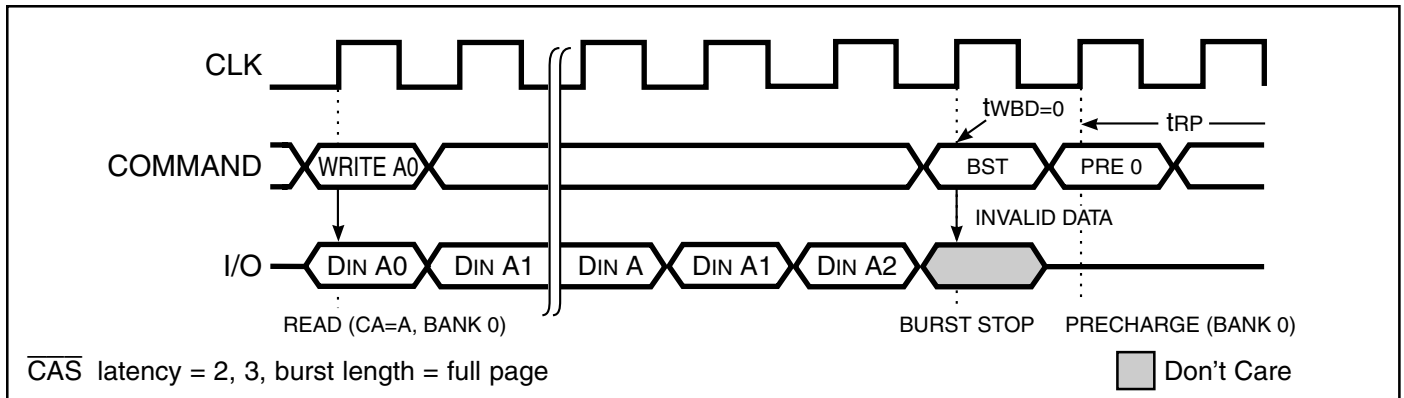 CLK
tWBD=0
tRP
COMMAND WRITE A0 BST PRE 0
INVALID DATA
I/O DIN A0 DIN A1 DIN A DIN A1 DIN A2
READ (CA=A, BANK 0) BURST STOP PRECHARGE (BANK 0)
C̅A̅S̅ latency = 2, 3, burst length = full page Don't Care